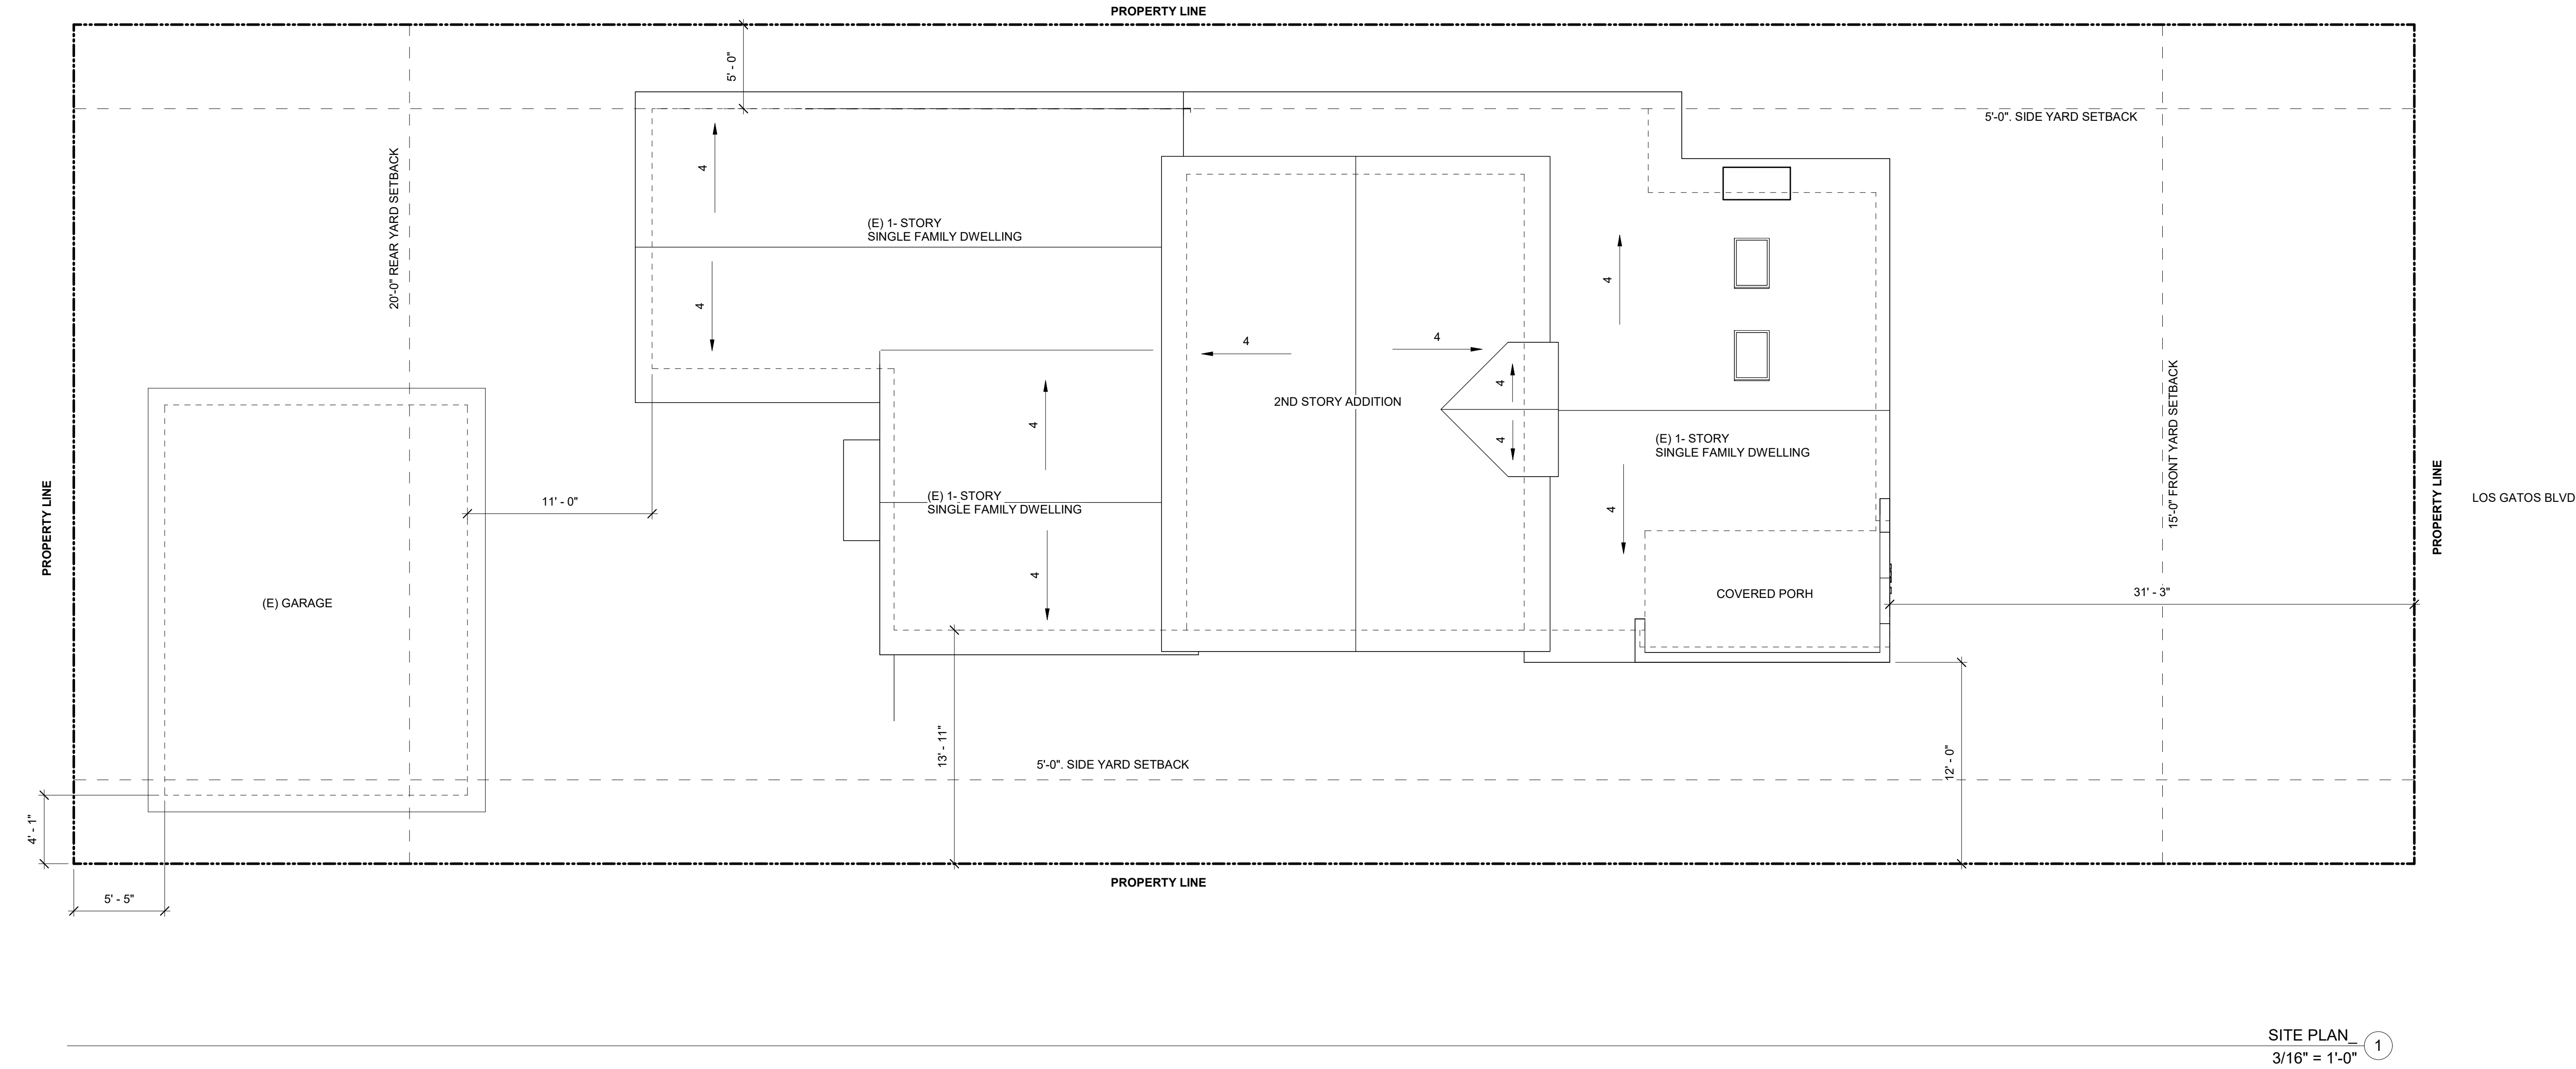 PROPERTY LINE
5' - 0"
5'-0". SIDE YARD SETBACK
20'-0" REAR YARD SETBACK
4
(E) 1- STORY
SINGLE FAMILY DWELLING
4
4
4
4
2ND STORY ADDITION
4
4
4
(E) 1- STORY
SINGLE FAMILY DWELLING
4
15'-0" FRONT YARD SETBACK
PROPERTY LINE
LOS GATOS BLVD
PROPERTY LINE
11' - 0"
4
(E) 1- STORY
SINGLE FAMILY DWELLING
4
(E) GARAGE
COVERED PORH
31' - 3"
13' - 11"
12' - 0"
5'-0". SIDE YARD SETBACK
4' - 1"
PROPERTY LINE
5' - 5"
SITE PLAN_
1
3/16" = 1'-0"